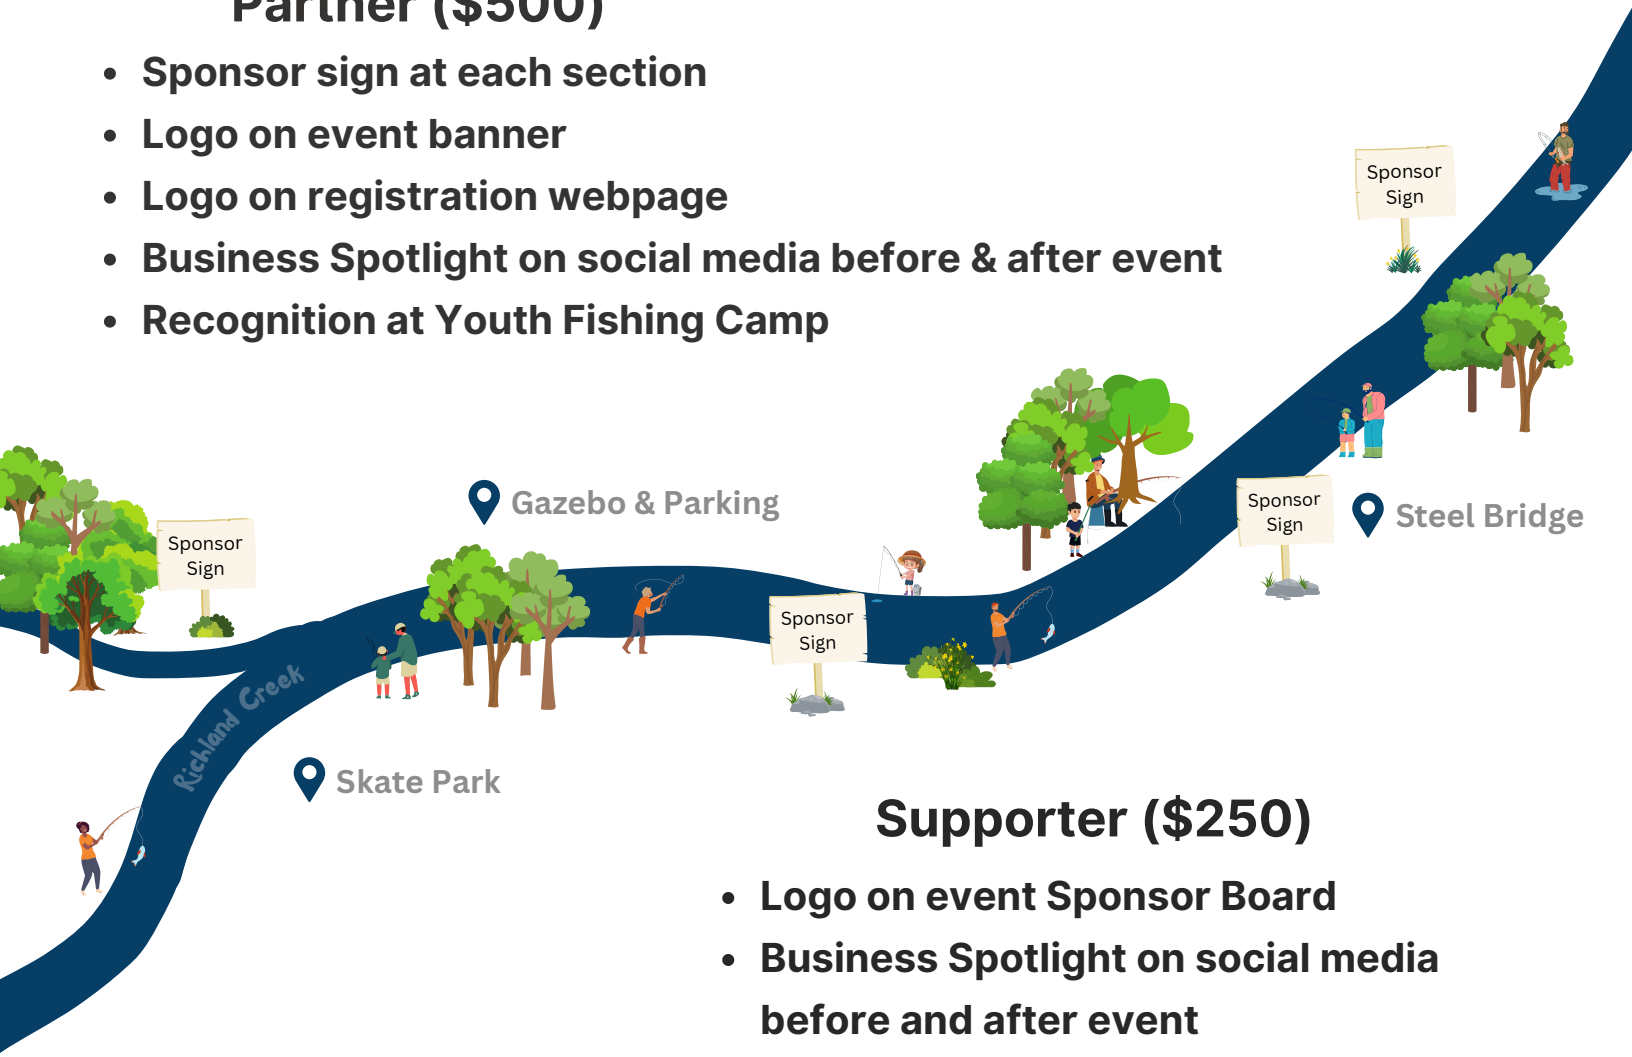 Partner ($500)
• Sponsor sign at each section
• Logo on event banner
• Logo on registration webpage
• Business Spotlight on social media before & after event
• Recognition at Youth Fishing Camp
Sponsor
Sign
Gazebo & Parking
Sponsor
Sign
Sponsor
Sign
Steel Bridge
Sponsor
Sign
Richland Creek
Skate Park
Supporter ($250)
• Logo on event Sponsor Board
• Business Spotlight on social media
before and after event